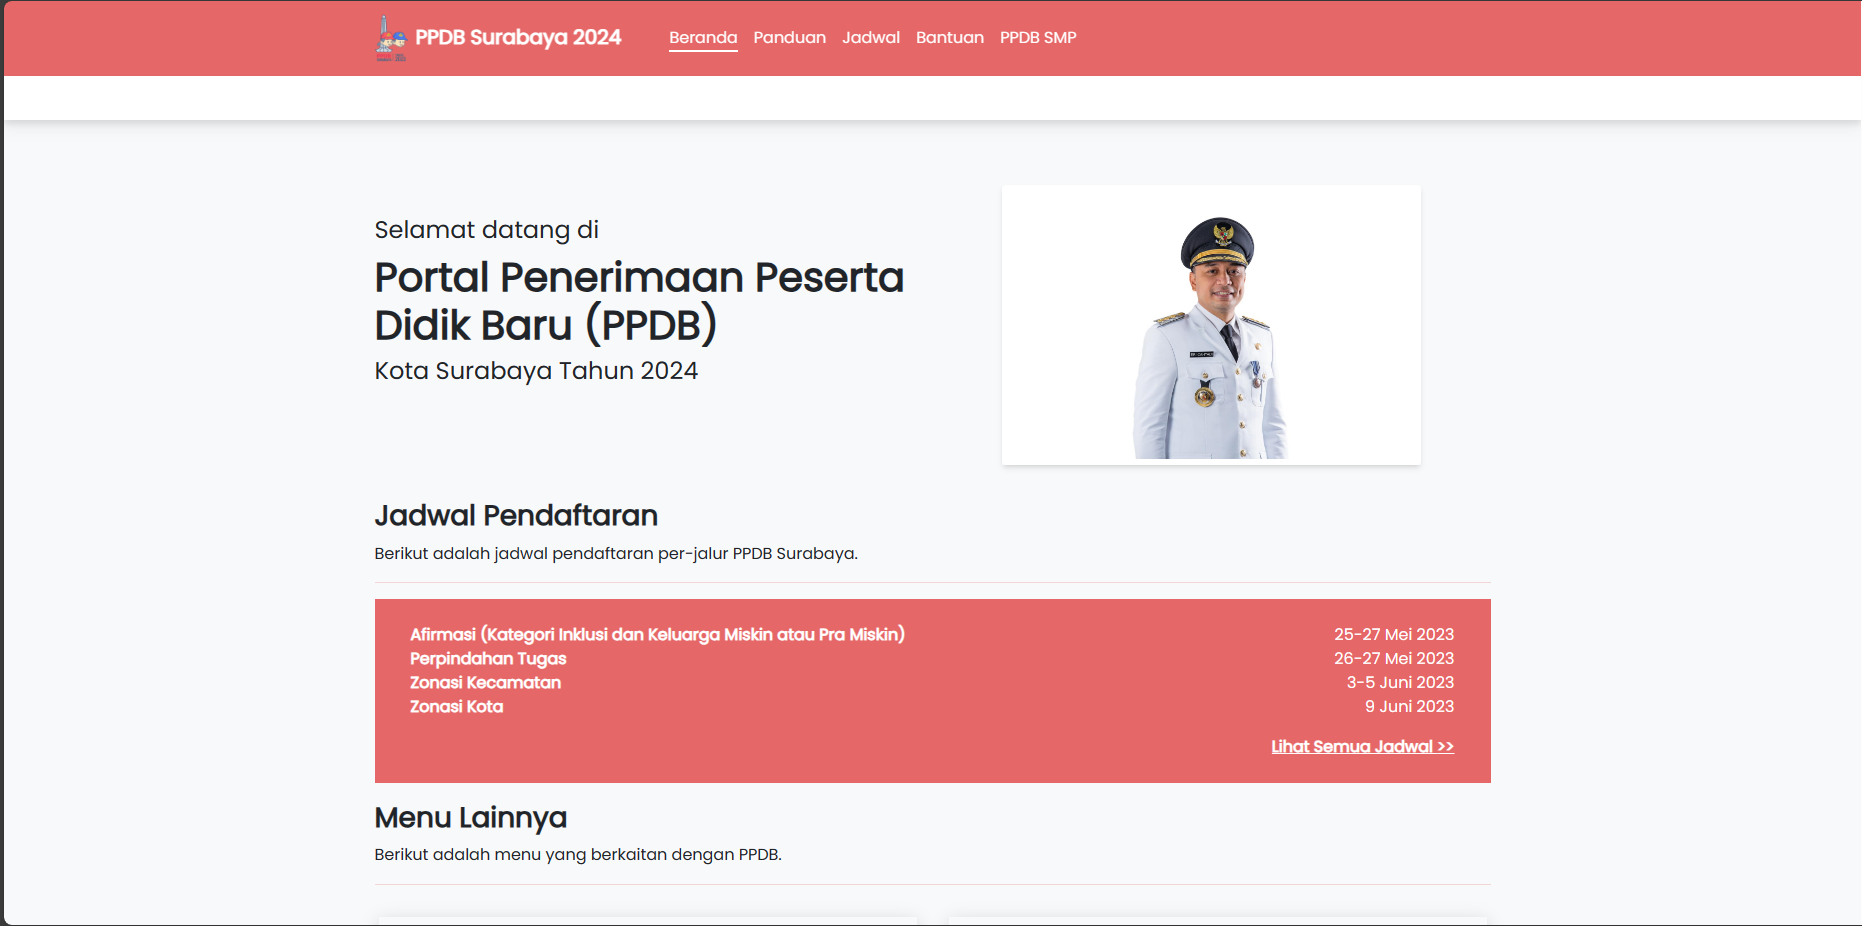 PPDB Surabaya 2024
Beranda Panduan Jadwal Bantuan PPDB SMP
Selamat datang di
Portal Penerimaan Peserta
Didik Baru (PPDB)
Kota Surabaya Tahun 2024
Jadwal Pendaftaran
Berikut adalah jadwal pendaftaran per-jalur PPDB Surabaya.
Afirmasi (Kategori Inklusi dan Keluarga Miskin atau Pra Miskin) 25-27 Mei 2023
Perpindahan Tugas 26-27 Mei 2023
Zonasi Kecamatan 3-5 Juni 2023
Zonasi Kota 9 Juni 2023
Lihat Semua Jadwal >>
Menu Lainnya
Berikut adalah menu yang berkaitan dengan PPDB.